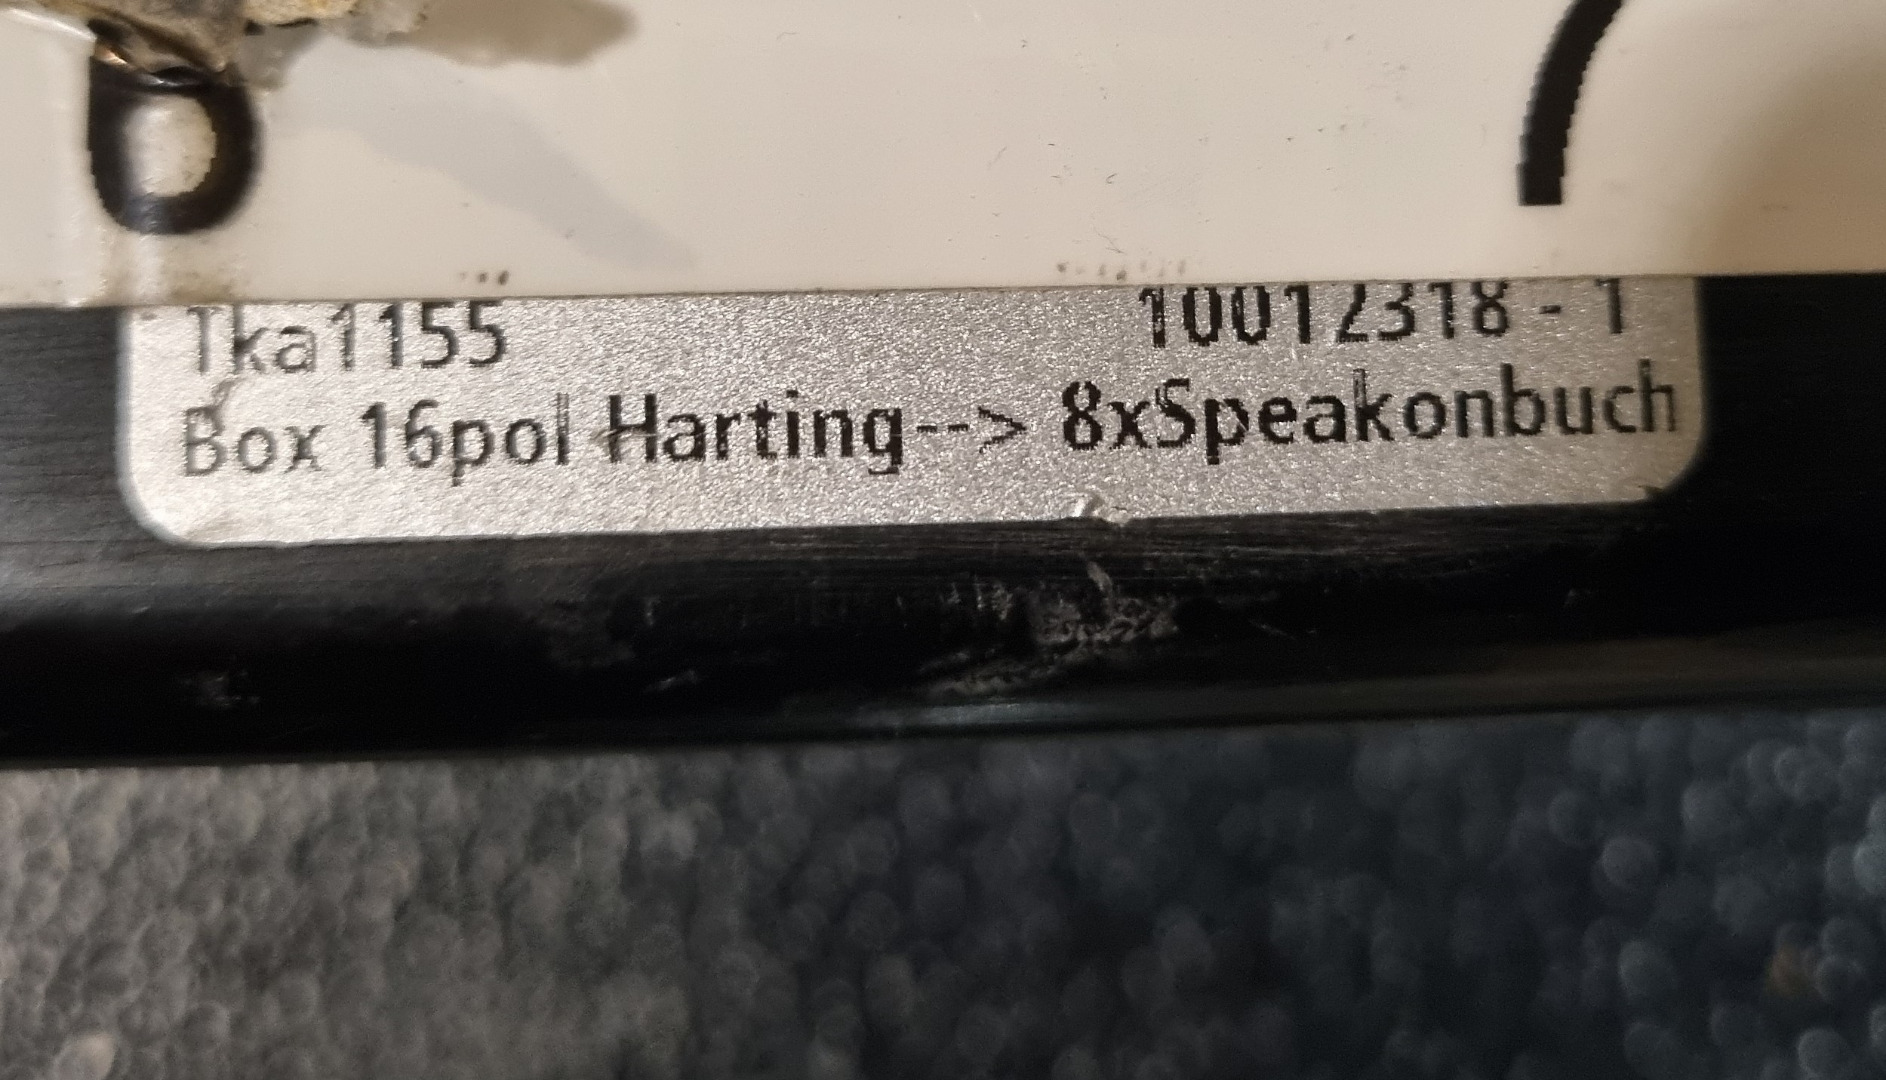 Tka1155 10012318 - 1
Box 16pol Harting--> 8xSpeakonbuch